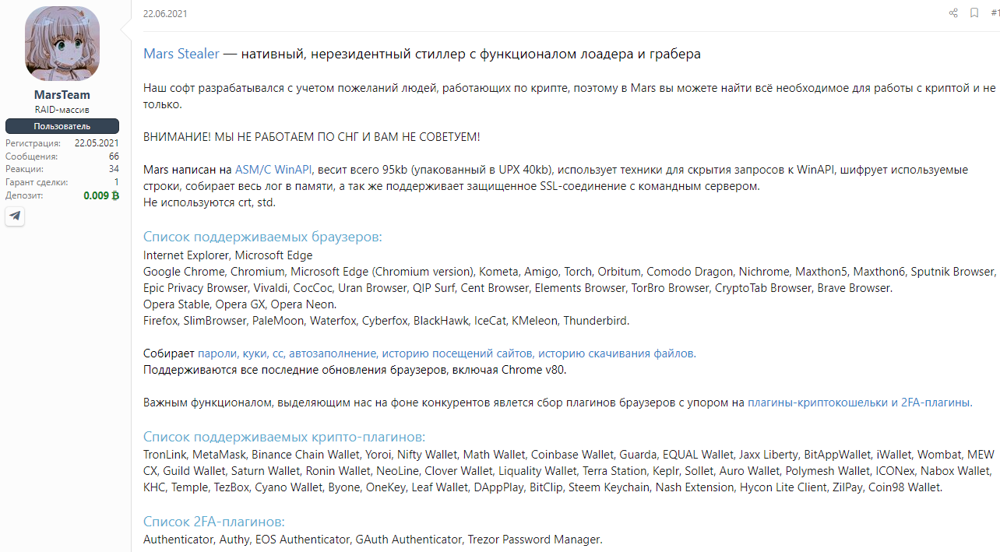 22.06.2021
#1
MarsTeam
RAID-массив
Пользователь
Регистрация: 22.05.2021
Сообщения: 66
Реакции: 34
Гарант сделки: 1
Депозит: 0.009 ₿
Mars Stealer — нативный, нерезидентный стиллер с функционалом лоадера и грабера
Наш софт разрабатывался с учетом пожеланий людей, работающих по крипте, поэтому в Mars вы можете найти всё необходимое для работы с криптой и не
только.
ВНИМАНИЕ! МЫ НЕ РАБОТАЕМ ПО СНГ И ВАМ НЕ СОВЕТУЕМ!
Mars написан на ASM/C WinAPI, весит всего 95kb (упакованный в UPX 40kb), использует техники для скрытия запросов к WinAPI, шифрует используемые
строки, собирает весь лог в памяти, а так же поддерживает защищенное SSL-соединение с командным сервером.
Не используются crt, std.
Список поддерживаемых браузеров:
Internet Explorer, Microsoft Edge
Google Chrome, Chromium, Microsoft Edge (Chromium version), Kometa, Amigo, Torch, Orbitum, Comodo Dragon, Nichrome, Maxthon5, Maxthon6, Sputnik Browser,
Epic Privacy Browser, Vivaldi, CocCoc, Uran Browser, QIP Surf, Cent Browser, Elements Browser, TorBro Browser, CryptoTab Browser, Brave Browser.
Opera Stable, Opera GX, Opera Neon.
Firefox, SlimBrowser, PaleMoon, Waterfox, Cyberfox, BlackHawk, IceCat, KMeleon, Thunderbird.
Собирает пароли, куки, cc, автозаполнение, историю посещений сайтов, историю скачивания файлов.
Поддерживаются все последние обновления браузеров, включая Chrome v80.
Важным функционалом, выделяющим нас на фоне конкурентов явлется сбор плагинов браузеров с упором на плагины-криптокошельки и 2FA-плагины.
Список поддерживаемых крипто-плагинов:
TronLink, MetaMask, Binance Chain Wallet, Yoroi, Nifty Wallet, Math Wallet, Coinbase Wallet, Guarda, EQUAL Wallet, Jaxx Liberty, BitAppWallet, iWallet, Wombat, MEW
CX, Guild Wallet, Saturn Wallet, Ronin Wallet, NeoLine, Clover Wallet, Liquality Wallet, Terra Station, Keplr, Sollet, Auro Wallet, Polymesh Wallet, ICONex, Nabox Wallet,
KHC, Temple, TezBox, Cyano Wallet, Byone, OneKey, Leaf Wallet, DAppPlay, BitClip, Steem Keychain, Nash Extension, Hycon Lite Client, ZilPay, Coin98 Wallet.
Список 2FA-плагинов:
Authenticator, Authy, EOS Authenticator, GAuth Authenticator, Trezor Password Manager.